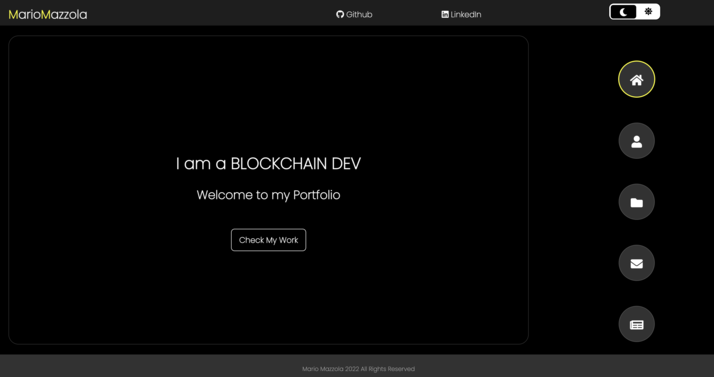 MarioMazzola
Github
LinkedIn
I am a BLOCKCHAIN DEV
Welcome to my Portfolio
Check My Work
Mario Mazzola 2022 All Rights Reserved